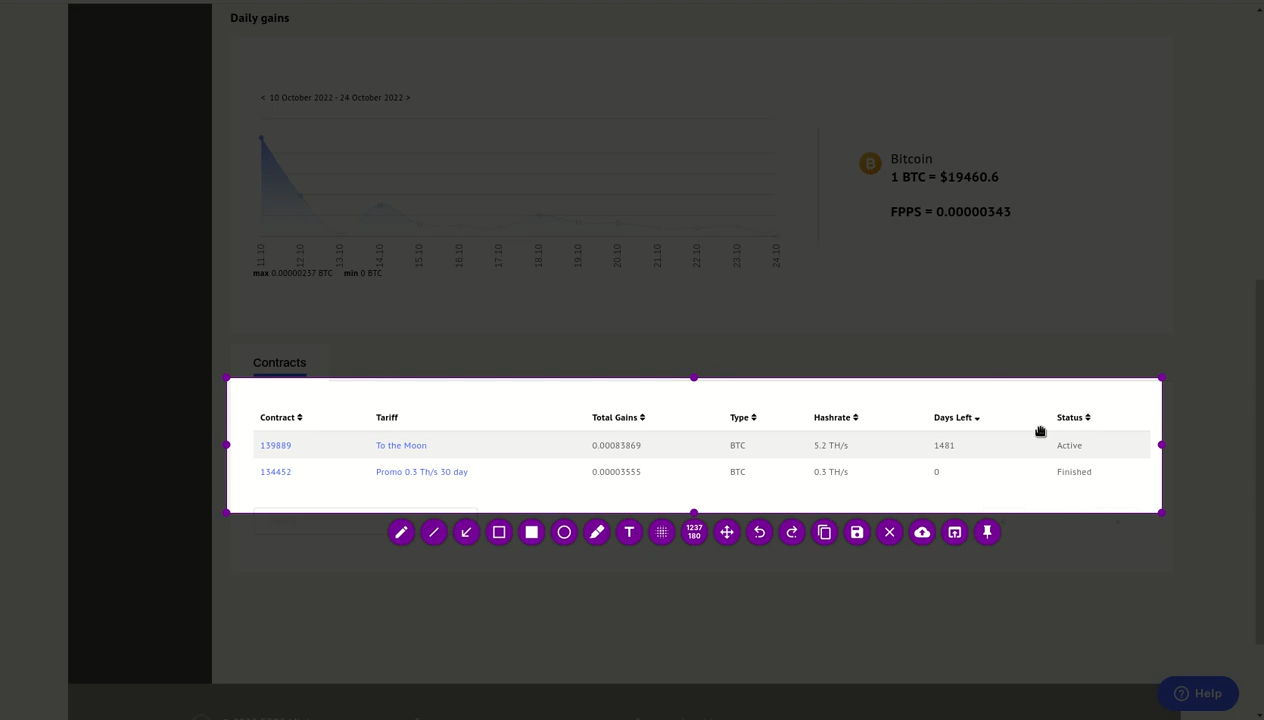 Daily gains
< 10 October 2022 - 24 October 2022 >
Bitcoin
1 BTC = $19460.6
FPPS = 0.00000343
11.10 12.10 13.10 14.10 15.10 16.10 17.10 18.10 19.10 20.10 21.10 22.10 23.10 24.10
max 0.00000237 BTC min 0 BTC
Contracts
Contract Tariff Total Gains Type Hashrate Days Left Status
139889 To the Moon 0.00083869 BTC 5.2 TH/s 1481 Active
134452 Promo 0.3 Th/s 30 day 0.00003555 BTC 0.3 TH/s 0 Finished
T
1237
180
Help